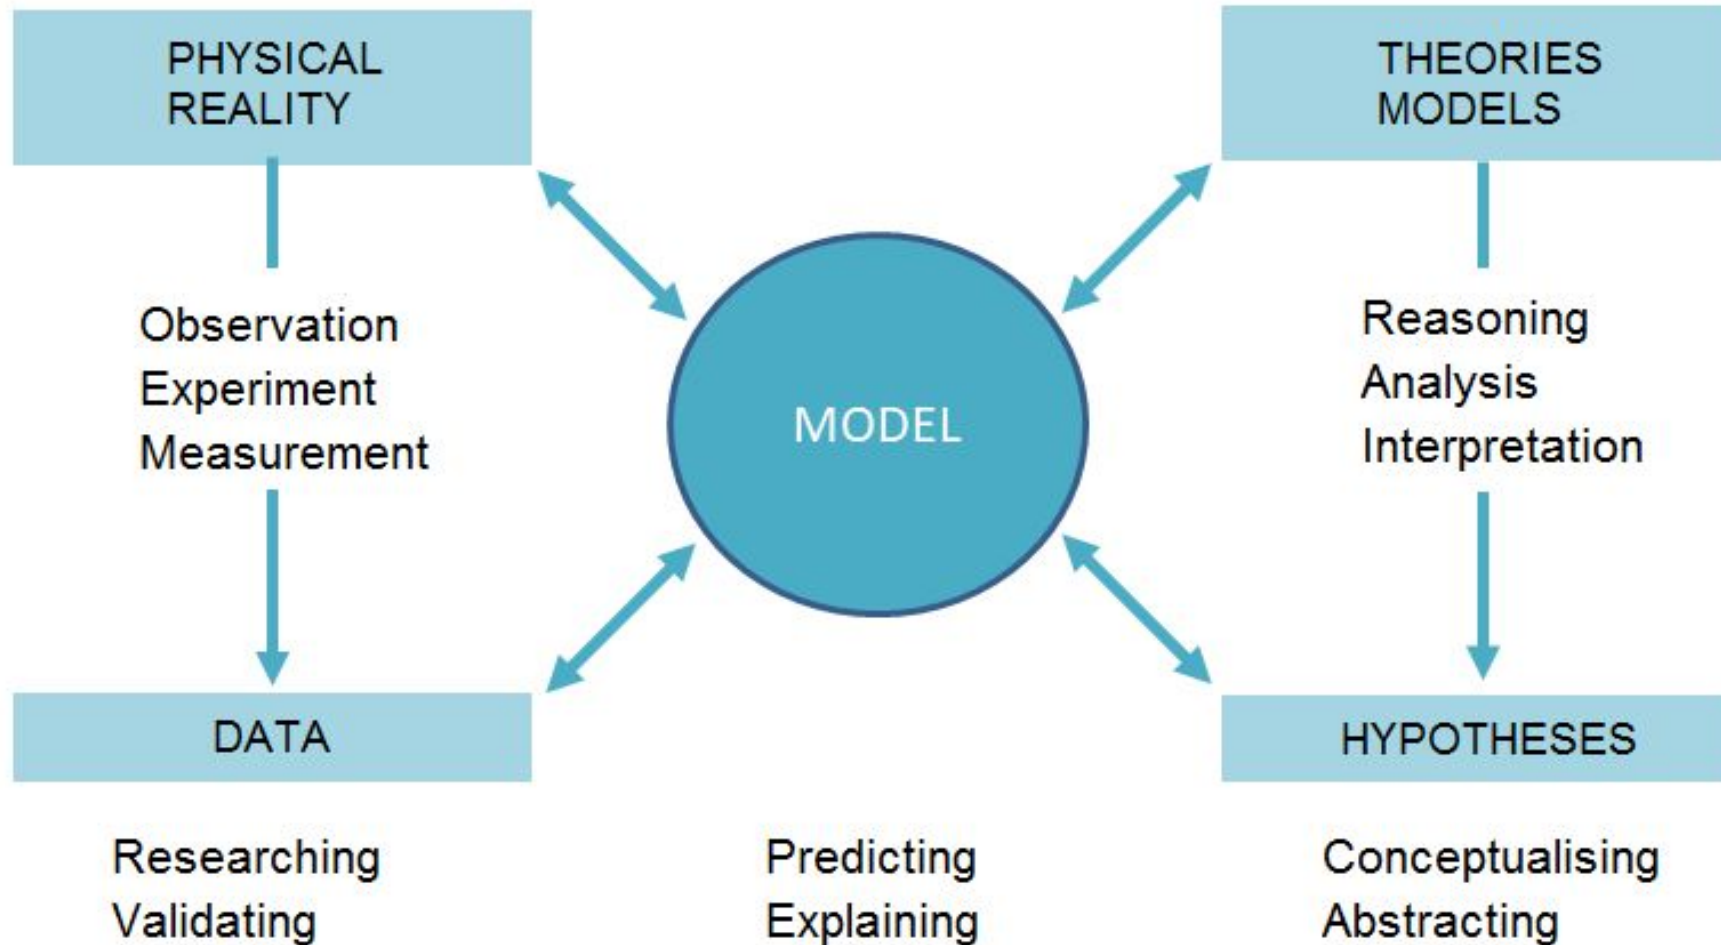 PHYSICAL
REALITY
THEORIES
MODELS
Observation
Experiment
Measurement
MODEL
Reasoning
Analysis
Interpretation
DATA
HYPOTHESES
Researching
Validating
Predicting
Explaining
Conceptualising
Abstracting